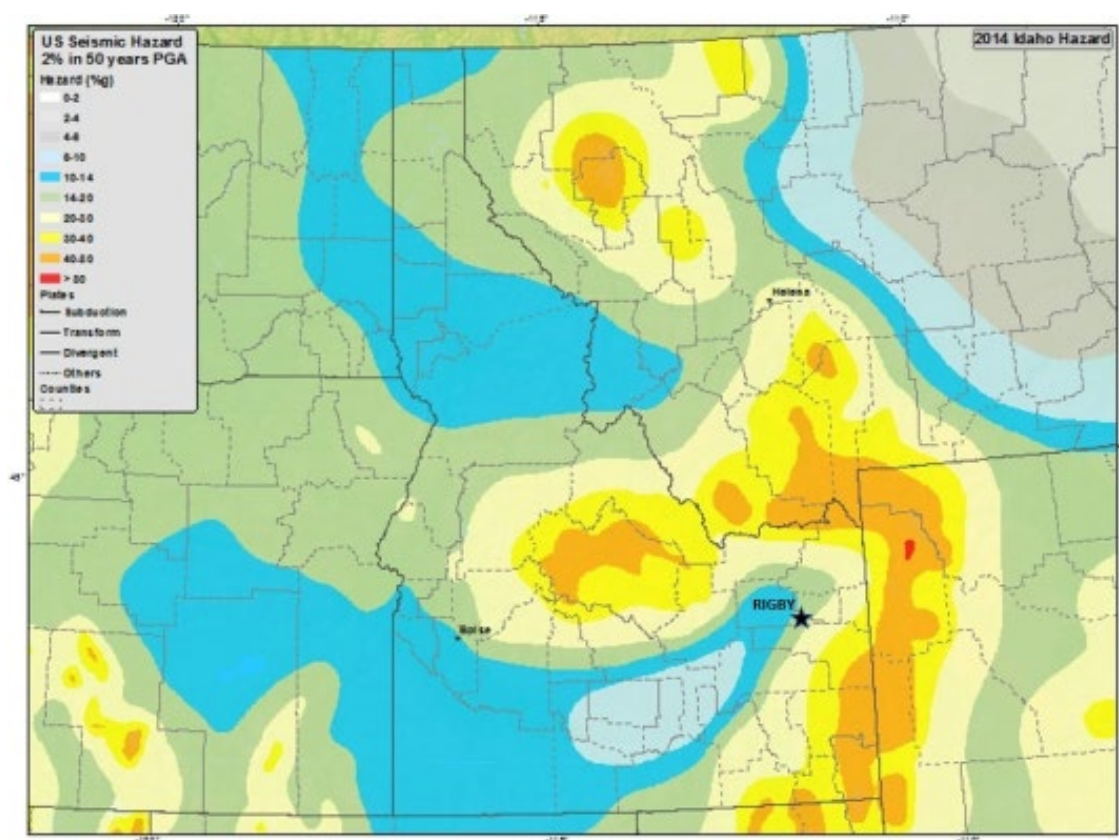 US Seismic Hazard
2% in 50 years PGA
Hazard (%g)
0-2
2-4
4-6
6-10
10-14
14-20
20-30
30-40
40-80
> 80
Plates
Subduction
Transform
Divergent
Others
Counties
2014 Idaho Hazard
Helena
RIGBY
Boise